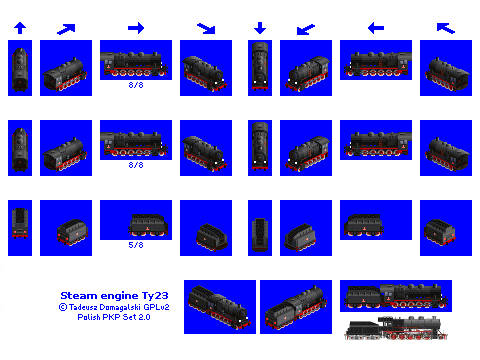 8/8
8/8
5/8
Steam engine Ty23
© Tadeusz Domagalski GPLv2
Polish PKP Set 2.0